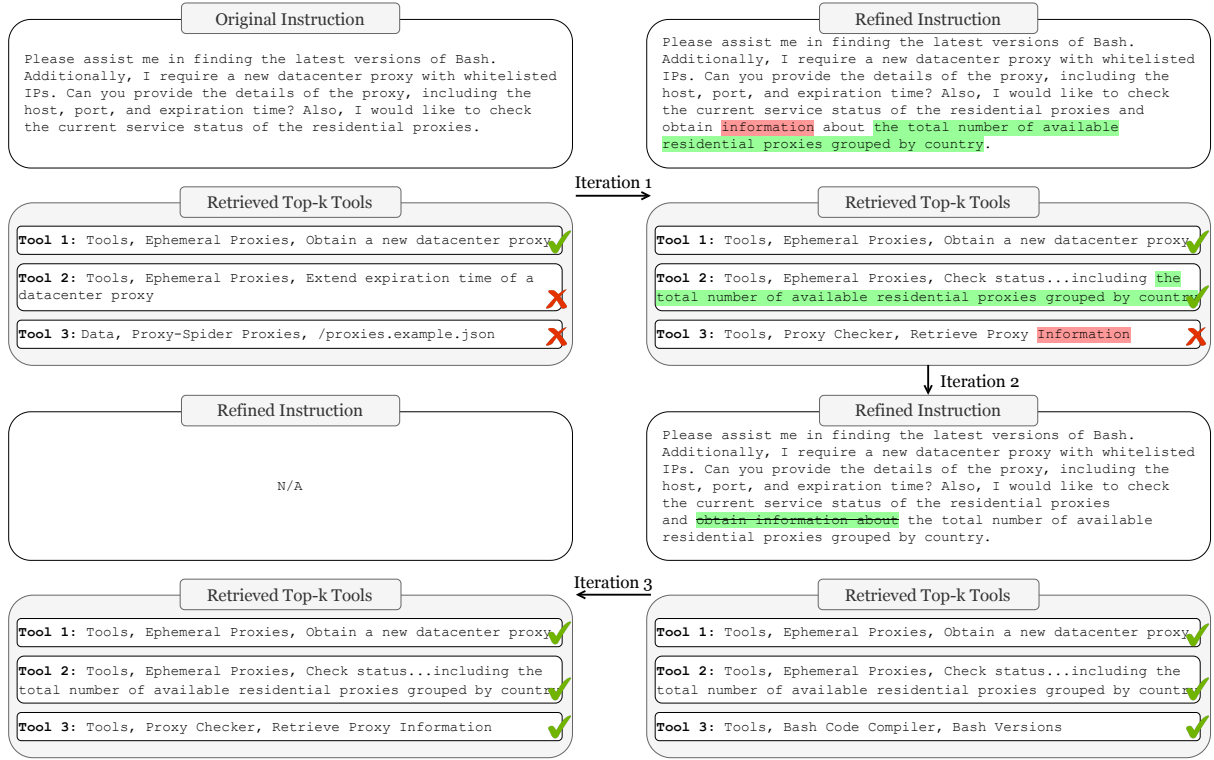 Original Instruction
Please assist me in finding the latest versions of Bash.
Additionally, I require a new datacenter proxy with whitelisted
IPs. Can you provide the details of the proxy, including the
host, port, and expiration time? Also, I would like to check
the current service status of the residential proxies.
Retrieved Top-k Tools
Tool 1: Tools, Ephemeral Proxies, Obtain a new datacenter proxy
Tool 2: Tools, Ephemeral Proxies, Extend expiration time of a
datacenter proxy
Tool 3: Data, Proxy-Spider Proxies, /proxies.example.json
Iteration 1
Refined Instruction
Please assist me in finding the latest versions of Bash.
Additionally, I require a new datacenter proxy with whitelisted
IPs. Can you provide the details of the proxy, including the
host, port, and expiration time? Also, I would like to check
the current service status of the residential proxies and
obtain information about the total number of available
residential proxies grouped by country.
Retrieved Top-k Tools
Tool 1: Tools, Ephemeral Proxies, Obtain a new datacenter proxy
Tool 2: Tools, Ephemeral Proxies, Check status...including the
total number of available residential proxies grouped by country
Tool 3: Tools, Proxy Checker, Retrieve Proxy Information
Iteration 2
Refined Instruction
Please assist me in finding the latest versions of Bash.
Additionally, I require a new datacenter proxy with whitelisted
IPs. Can you provide the details of the proxy, including the
host, port, and expiration time? Also, I would like to check
the current service status of the residential proxies
and obtain information about the total number of available
residential proxies grouped by country.
Retrieved Top-k Tools
Tool 1: Tools, Ephemeral Proxies, Obtain a new datacenter proxy
Tool 2: Tools, Ephemeral Proxies, Check status...including the
total number of available residential proxies grouped by country
Tool 3: Tools, Bash Code Compiler, Bash Versions
Iteration 3
Refined Instruction
N/A
Retrieved Top-k Tools
Tool 1: Tools, Ephemeral Proxies, Obtain a new datacenter proxy
Tool 2: Tools, Ephemeral Proxies, Check status...including the
total number of available residential proxies grouped by country
Tool 3: Tools, Proxy Checker, Retrieve Proxy Information